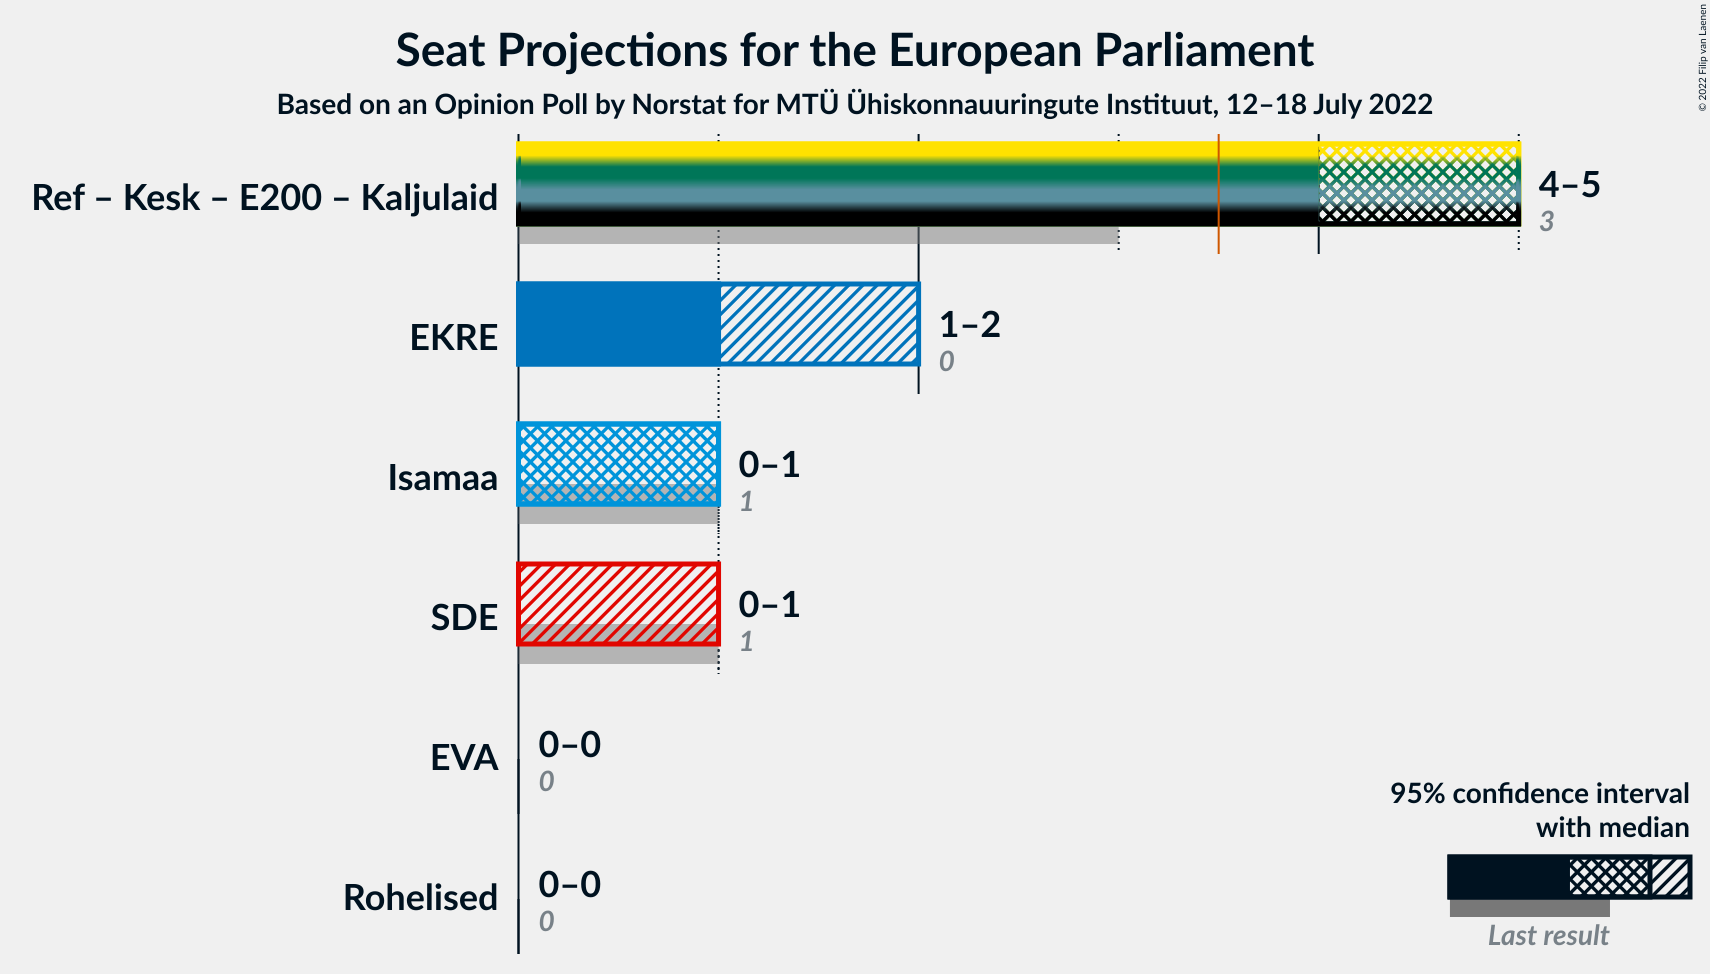 Seat Projections for the European Parliament
Based on an Opinion Poll by Norstat for MTÜ Ühiskonnauuringute Instituut, 12–18 July 2022
© 2022 Filip van Laenen
Ref – Kesk – E200 – Kaljulaid
4–5
3
EKRE
1–2
0
Isamaa
0–1
1
SDE
0–1
1
EVA
0–0
0
Rohelised
0–0
0
95% confidence interval
with median
Last result